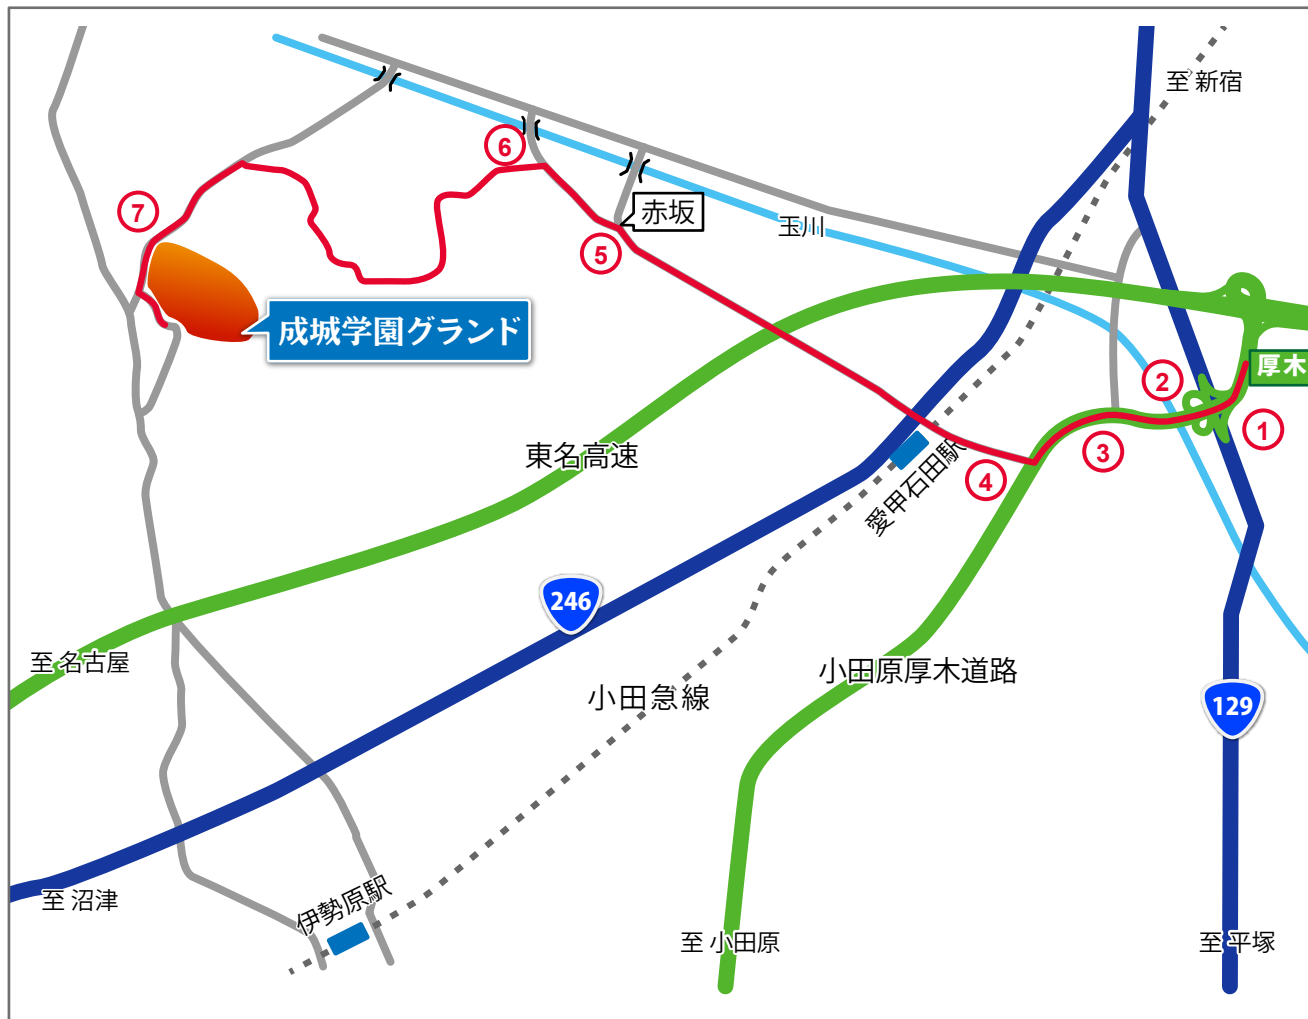 至 新宿
⑥
⑦
赤坂
玉川
⑤
成城学園グランド
厚木
②
①
③
東名高速
④
愛甲石田駅
246
至 名古屋
小田急線
小田原厚木道路
129
至 沼津
伊勢原駅
至 小田原
至 平塚